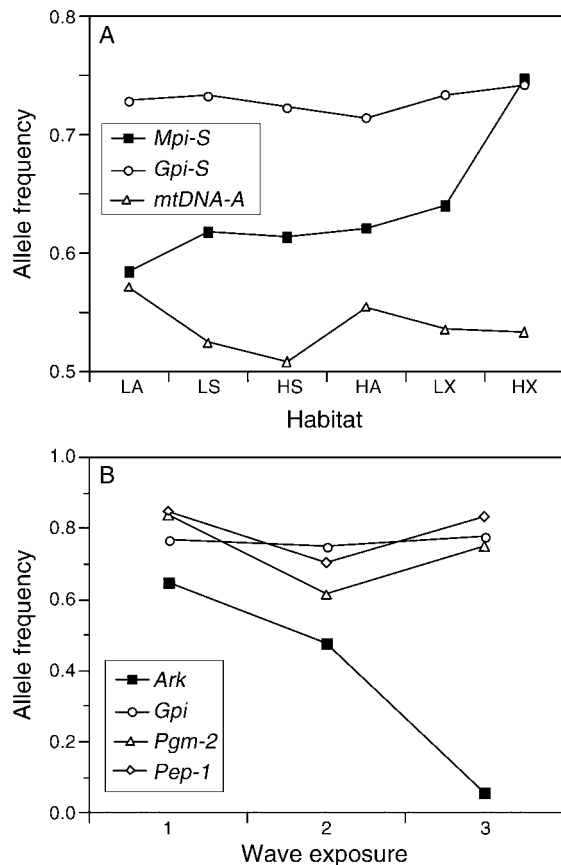 A
0.8
0.7
0.6
0.5
Allele frequency
Mpi-S
Gpi-S
mtDNA-A
LA LS HS HA LX HX
Habitat
B
1.0
0.8
0.6
0.4
0.2
0.0
Allele frequency
Ark
Gpi
Pgm-2
Pep-1
1 2 3
Wave exposure